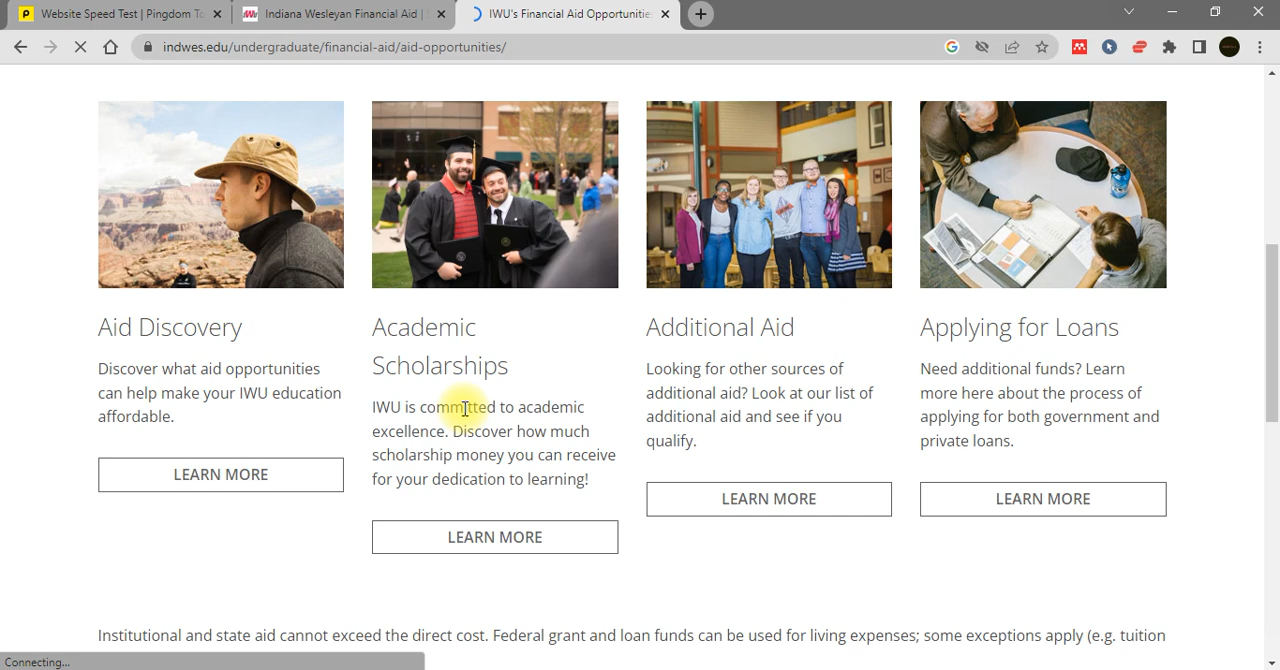 Website Speed Test | Pingdom To
Indiana Wesleyan Financial Aid |
IWU's Financial Aid Opportunitie
indwes.edu/undergraduate/financial-aid/aid-opportunities/
Aid Discovery
Discover what aid opportunities
can help make your IWU education
affordable.
LEARN MORE
Academic
Scholarships
IWU is committed to academic
excellence. Discover how much
scholarship money you can receive
for your dedication to learning!
LEARN MORE
Additional Aid
Looking for other sources of
additional aid? Look at our list of
additional aid and see if you
qualify.
LEARN MORE
Applying for Loans
Need additional funds? Learn
more here about the process of
applying for both government and
private loans.
LEARN MORE
Institutional and state aid cannot exceed the direct cost. Federal grant and loan funds can be used for living expenses; some exceptions apply (e.g. tuition
Connecting...